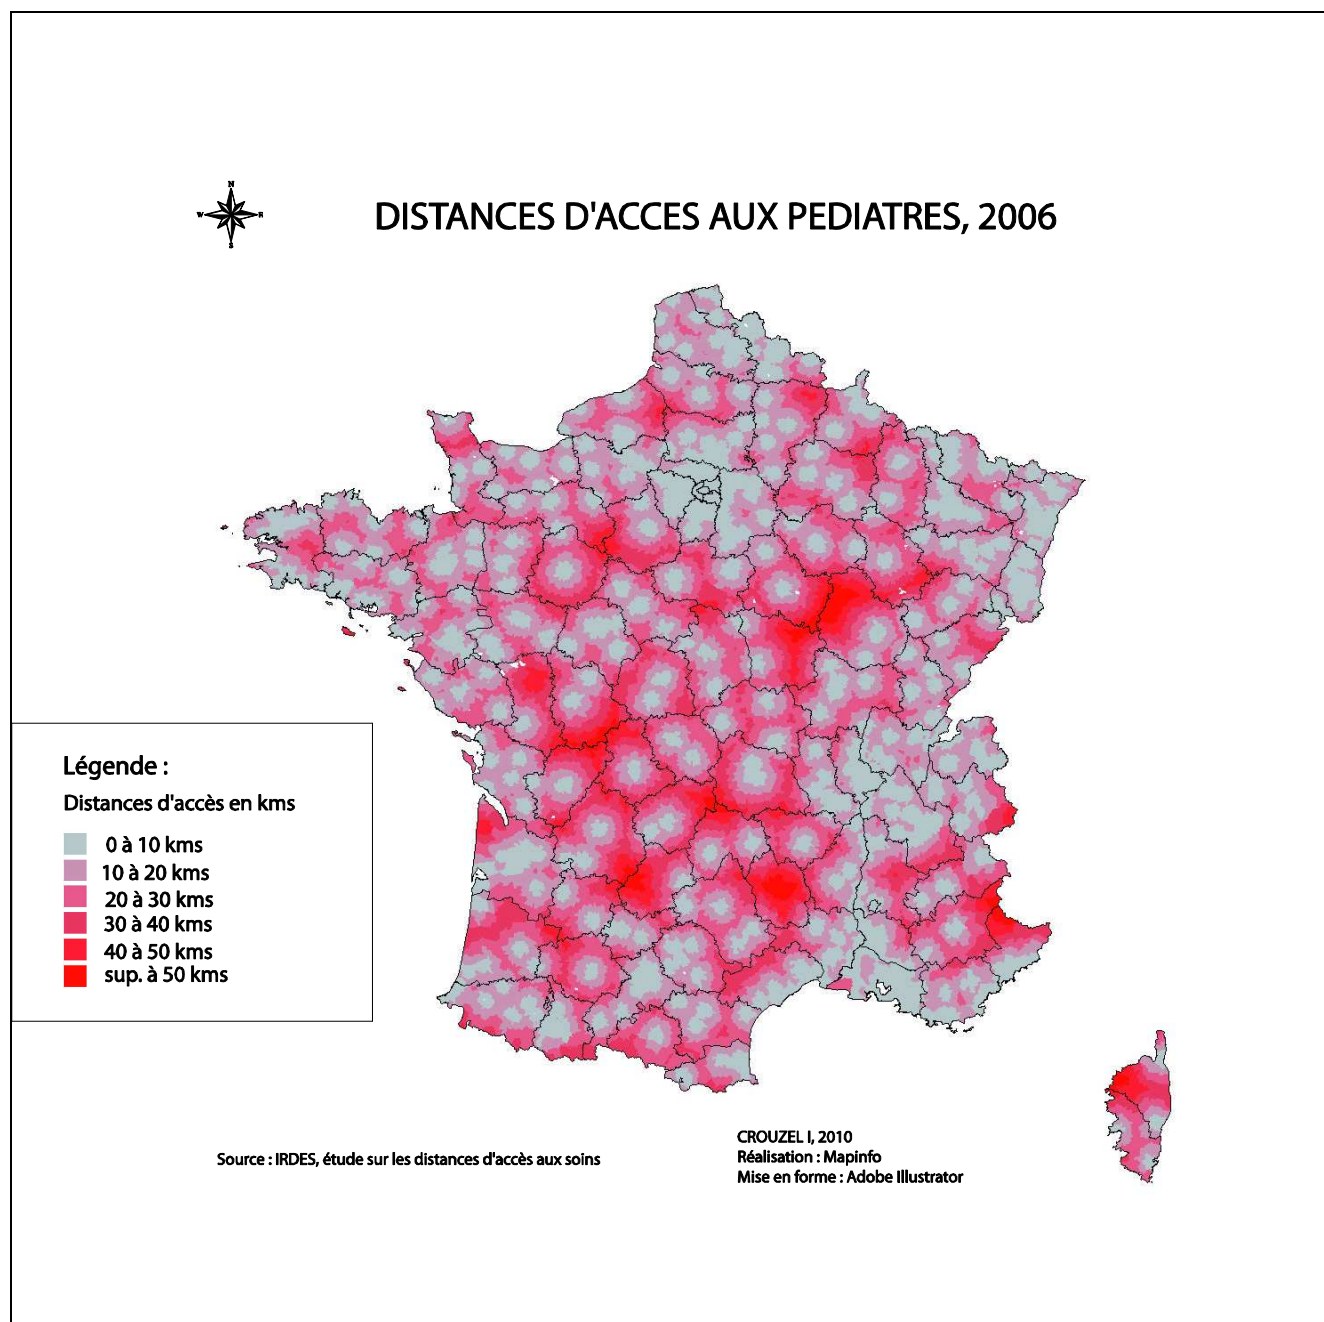 N
W E
S
DISTANCES D'ACCES AUX PEDIATRES, 2006
Légende :
Distances d'accès en kms
0 à 10 kms
10 à 20 kms
20 à 30 kms
30 à 40 kms
40 à 50 kms
sup. à 50 kms
Source : IRDES, étude sur les distances d'accès aux soins
CROUZEL I, 2010
Réalisation : Mapinfo
Mise en forme : Adobe Illustrator